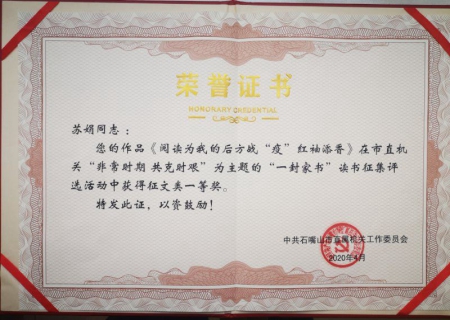 荣誉证书
HONORARY CREDENTIAL
苏娟同志：
您的作品《阅读为我的后方战“疫”红袖添香》在市直机
关“非常时期 共克时艰”为主题的“一封家书”读书征集评
选活动中获得征文类一等奖。
特发此证，以资鼓励！
中共石嘴山市直属机关工作委员会
2020年4月